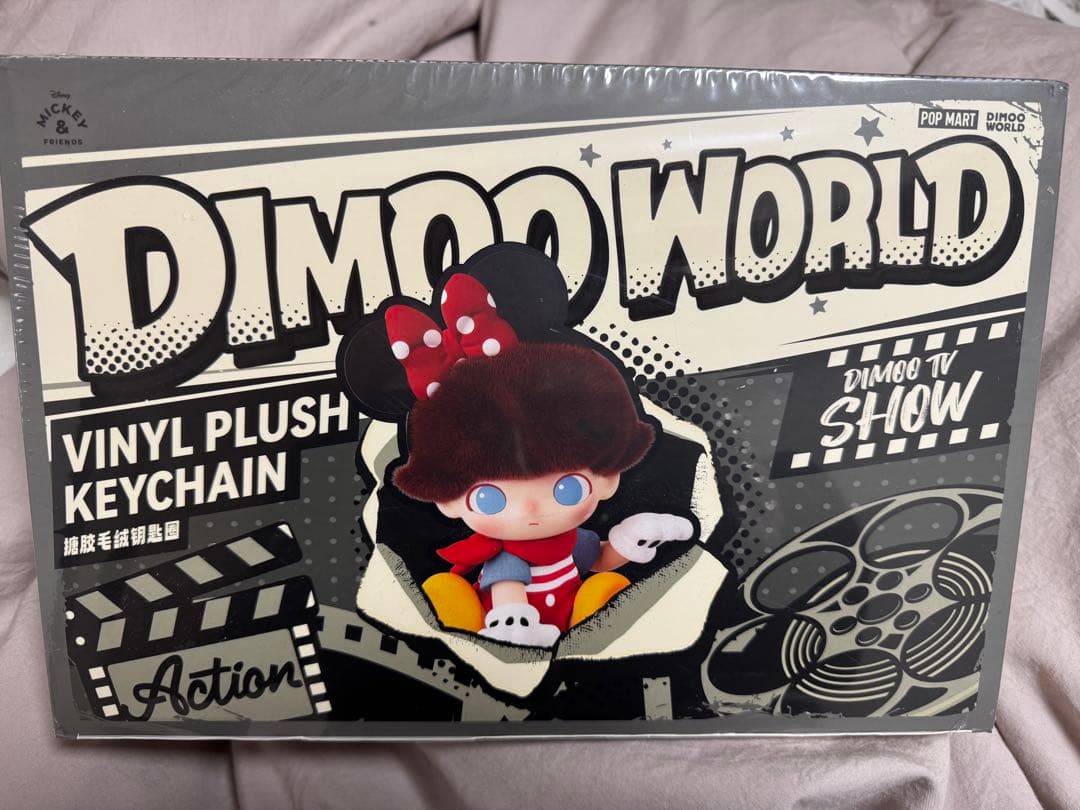 Disney
MICKEY
&
FRIENDS
POP MART
DIMOO
WORLD
DIMOO WORLD
VINYL PLUSH
KEYCHAIN
搪胶毛绒钥匙圈
DIMOO TV
SHOW
Action